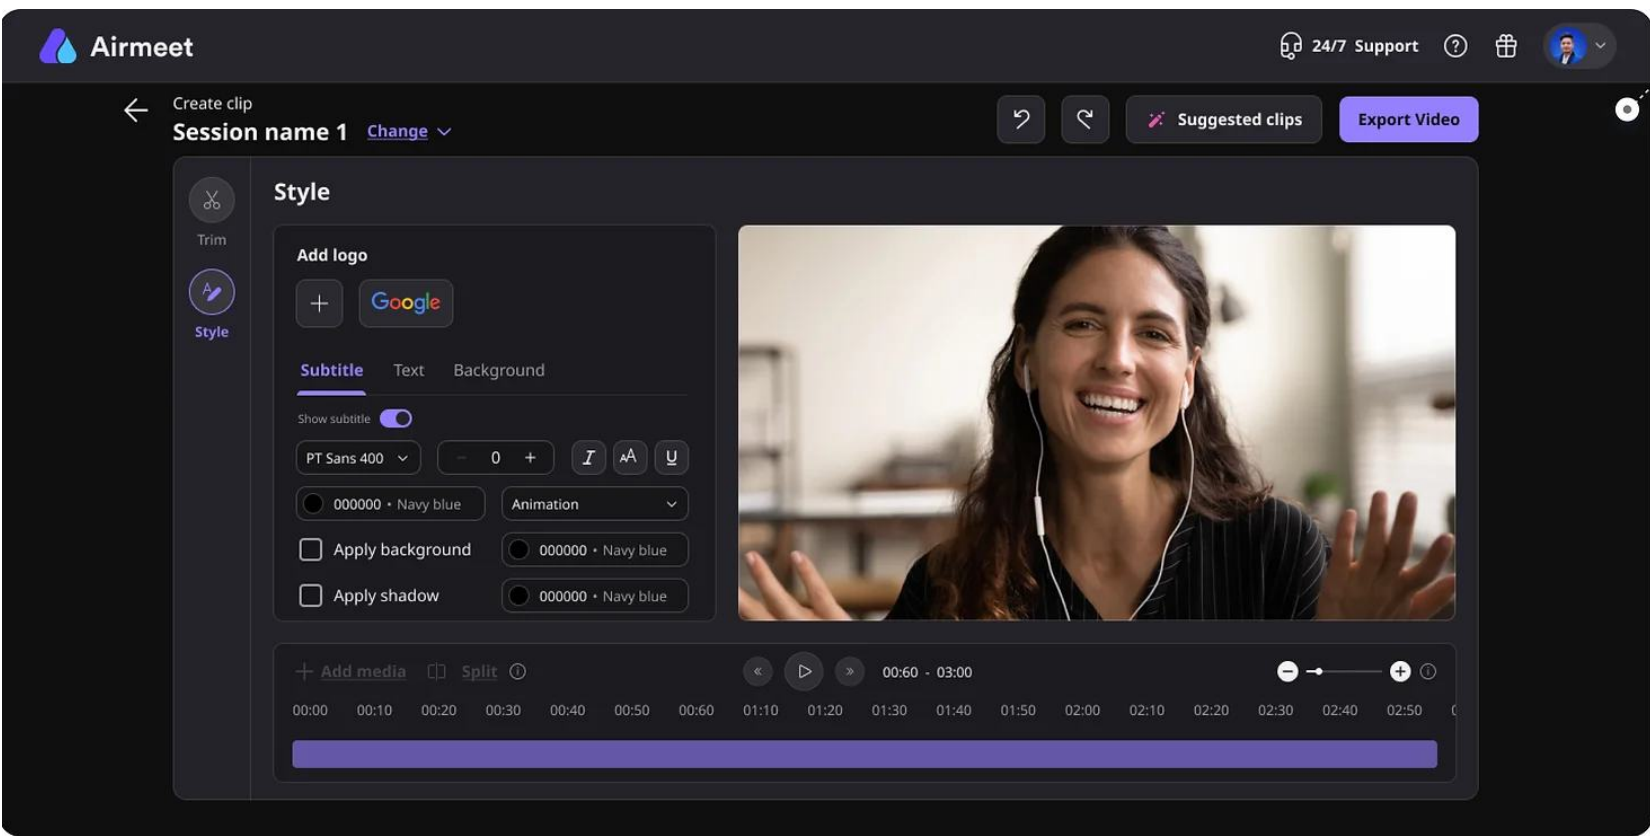 Airmeet
24/7 Support
Create clip
Session name 1 Change
Suggested clips
Export Video
Trim
Style
Style
Add logo
Google
Subtitle Text Background
Show subtitle
PT Sans 400 - 0 + I AA U
000000 • Navy blue Animation
Apply background 000000 • Navy blue
Apply shadow 000000 • Navy blue
+ Add media Split 00:60 - 03:00
00:00 00:10 00:20 00:30 00:40 00:50 00:60 01:10 01:20 01:30 01:40 01:50 02:00 02:10 02:20 02:30 02:40 02:50